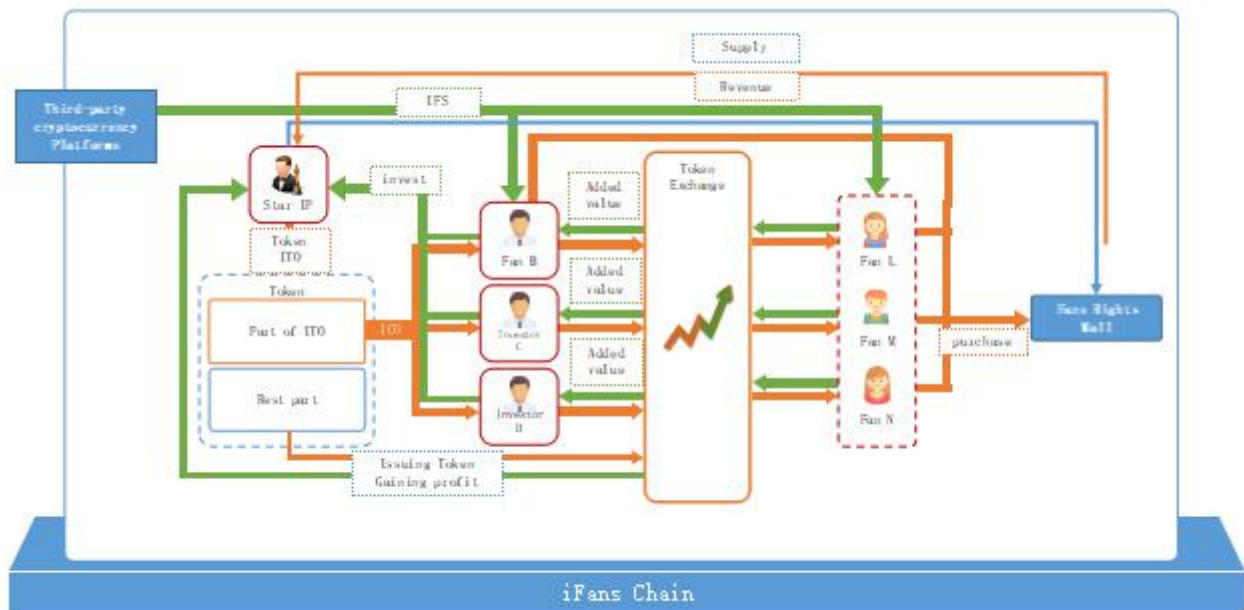 Supply
Revenue
IFS
Third-party
cryptocurrency
Platforms
invest
Star IP
Added
value
Token
Exchange
Token
ITO
Fan B
Fan L
Token
Added
value
Part of ITO
Investor
C
Fan M
Fans Rights
Mall
purchase
Added
value
Rest part
Investor
D
Fan N
Issuing Token
Gaining profit
iFans Chain